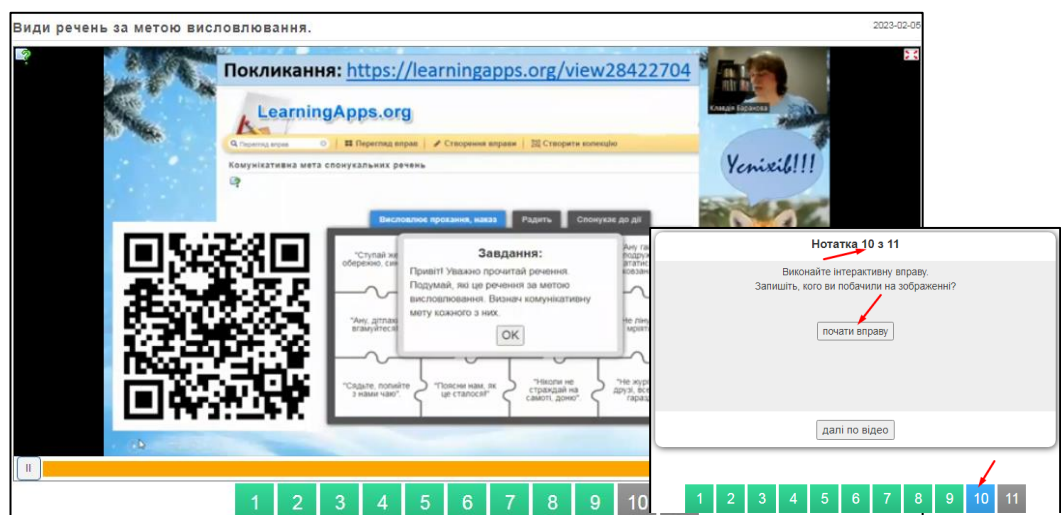 Види речень за метою висловлювання.
2023-02-05
Покликання: https://learningapps.org/view28422704
Клавдія Баранова
LearningApps.org
Перегляд вправ
Перегляд вправ
Створення вправи
Створити колекцію
Комунікативна мета спонукальних речень
Успіхів!!!
Висловлює прохання, наказ
Радить
Спонукає до дії
"Ступай же
обережно,
"Ану, дітлахи
вгамуйтеся!
Завдання:
Привіт! Уважно прочитай речення.
Подумай, які це речення за метою
висловлювання. Визнач комунікативну
мету кожного з них.
OK
"Сядьте, попийте
з нами чаю".
"Поясни нам, як
це сталося!"
"Ніколи не
страждай на
самоті, доню".
"Не
друзі, все
II
1 2 3 4 5 6 7 8 9 10
Нотатка 10 з 11
Виконайте інтерактивну вправу.
Запишіть, кого ви побачили на зображенні?
почати вправу
далі по відео
1 2 3 4 5 6 7 8 9 10 11